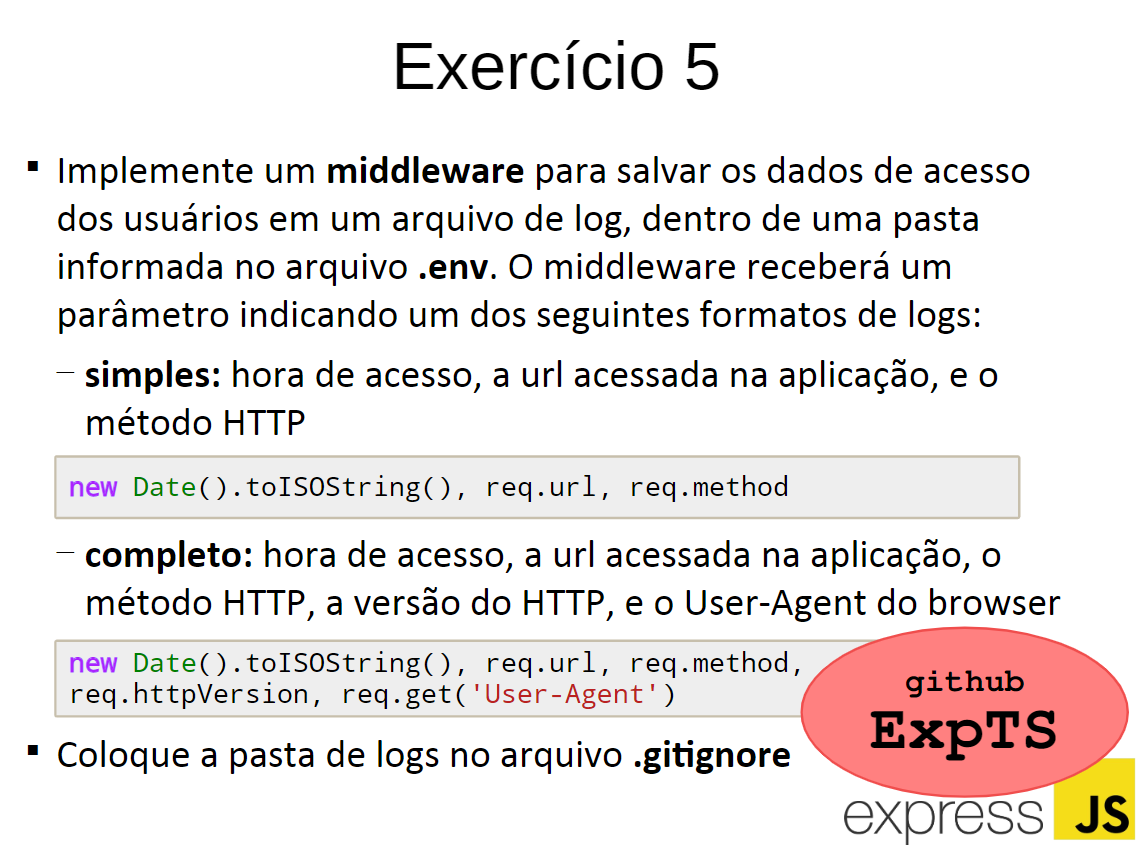 Exercício 5
▪ Implemente um middleware para salvar os dados de acesso
dos usuários em um arquivo de log, dentro de uma pasta
informada no arquivo .env. O middleware receberá um
parâmetro indicando um dos seguintes formatos de logs:
– simples: hora de acesso, a url acessada na aplicação, e o
método HTTP
new Date().toISOString(), req.url, req.method
– completo: hora de acesso, a url acessada na aplicação, o
método HTTP, a versão do HTTP, e o User-Agent do browser
new Date().toISOString(), req.url, req.method,
req.httpVersion, req.get('User-Agent')
▪ Coloque a pasta de logs no arquivo .gitignore
github
ExpTS
express JS